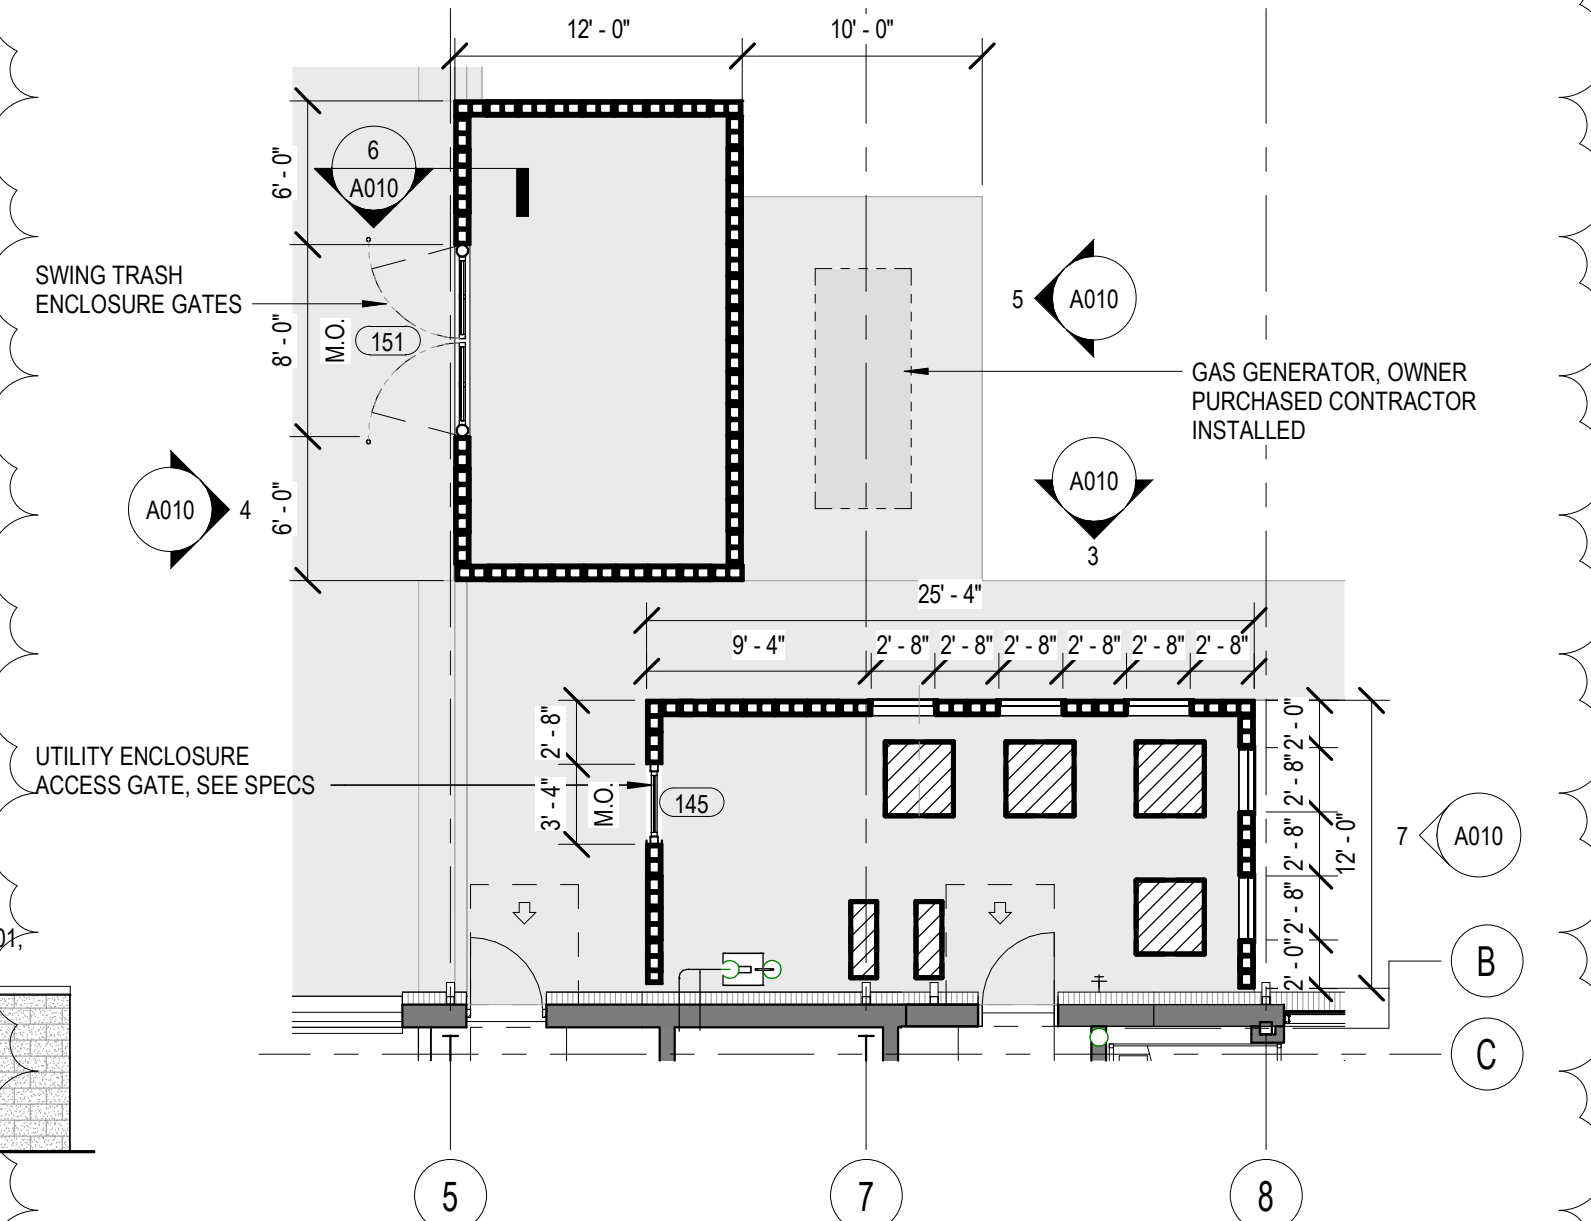 12' - 0"
10' - 0"
6' - 0"
6
A010
SWING TRASH
ENCLOSURE GATES
8' - 0"
M.O.
151
5
A010
GAS GENERATOR, OWNER
PURCHASED CONTRACTOR
INSTALLED
A010
4
6' - 0"
A010
3
25' - 4"
9' - 4"
2' - 8"
2' - 8"
2' - 8"
2' - 8"
2' - 8"
2' - 8"
UTILITY ENCLOSURE
ACCESS GATE, SEE SPECS
2' - 8"
3' - 4"
M.O.
145
2' - 0"
2' - 8"
2' - 8"
2' - 8"
2' - 0"
12' - 0"
7
A010
01,
B
C
5
7
8